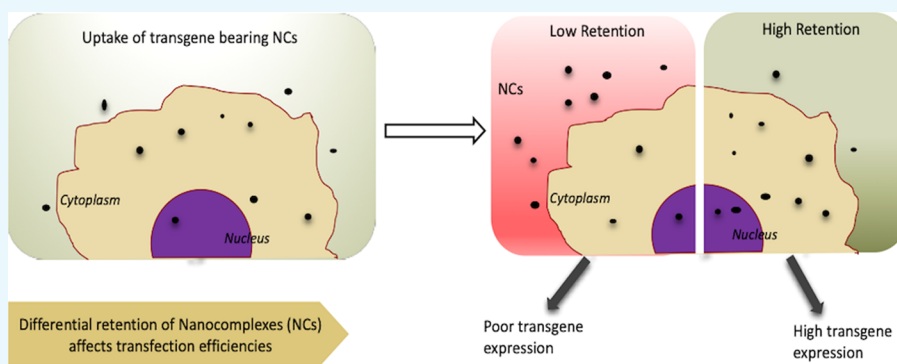 Uptake of transgene bearing NCs
Cytoplasm
Nucleus
Differential retention of Nanocomplexes (NCs)
affects transfection efficiencies
Low Retention
High Retention
NCs
Cytoplasm
Nucleus
Poor transgene
expression
High transgene
expression